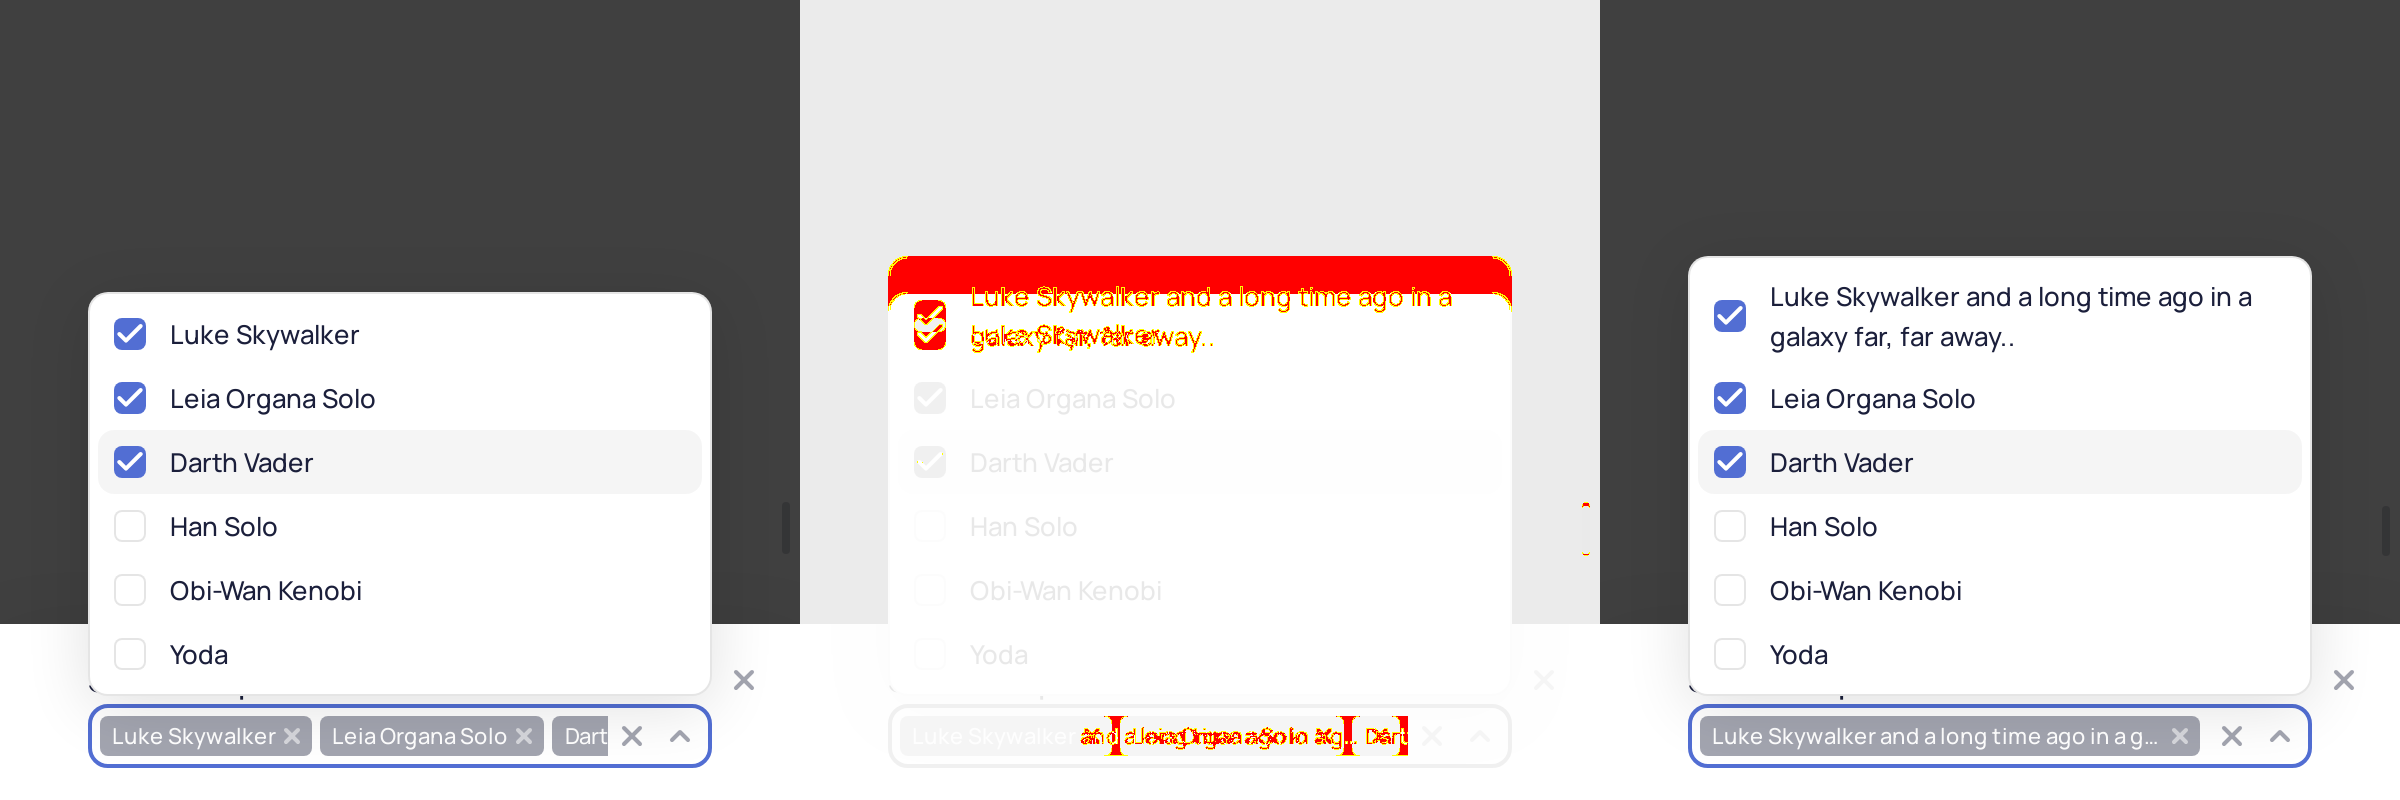 Luke Skywalker
Leia Organa Solo
Darth Vader
Han Solo
Obi-Wan Kenobi
Yoda
Luke Skywalker
Leia Organa Solo
Dart
Luke Skywalker and a long time ago in a
galaxy far, far away..
Leia Organa Solo
Darth Vader
Han Solo
Obi-Wan Kenobi
Yoda
Luke Skywalker and
Luke Skywalker and a long time ago in a
galaxy far, far away..
Leia Organa Solo
Darth Vader
Han Solo
Obi-Wan Kenobi
Yoda
Luke Skywalker and a long time ago in a g...